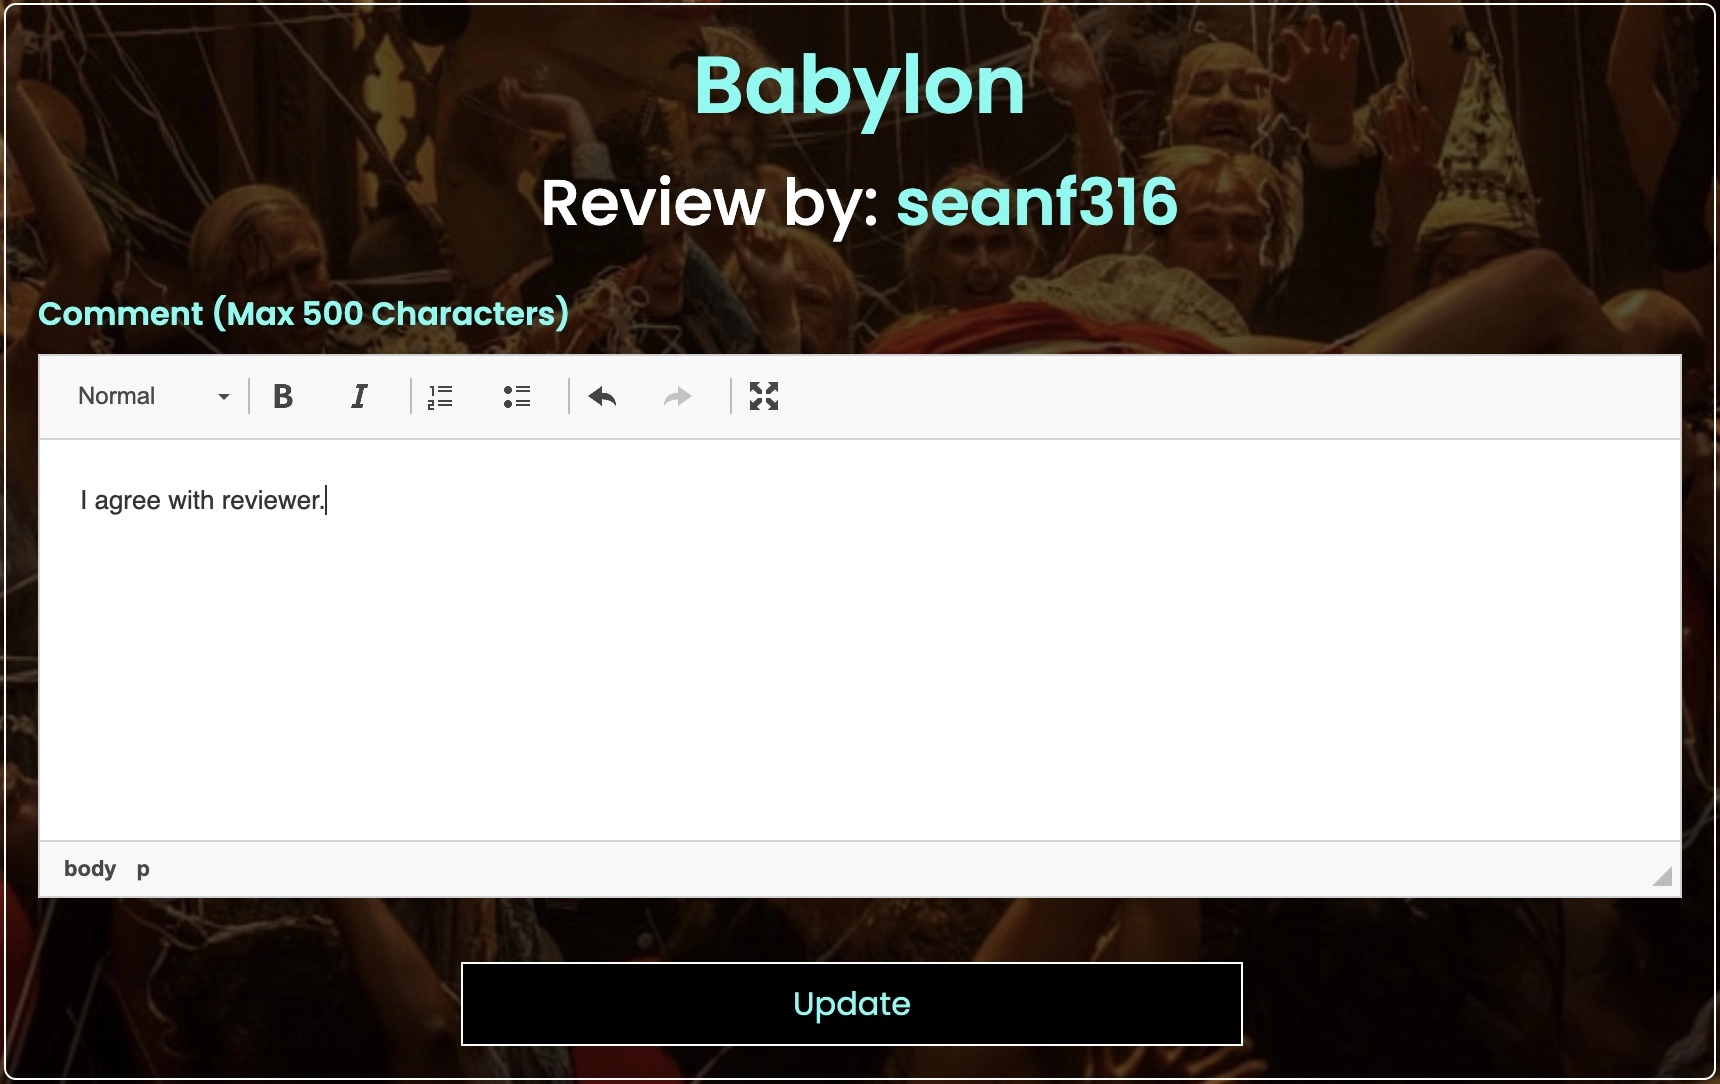 Babylon
Review by: seanf316
Comment (Max 500 Characters)
Normal B I
I agree with reviewer.
body p
Update